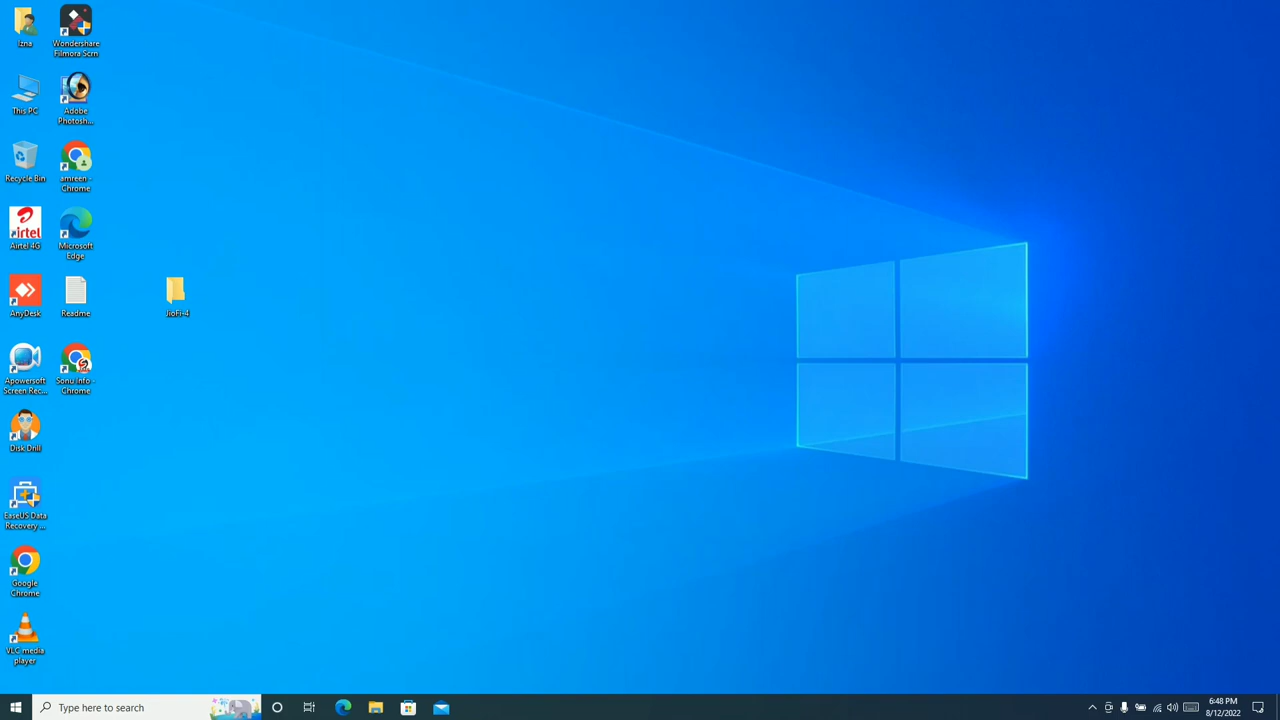 Izna
Wondershare
Filmora Scrn
This PC
Adobe
Photosh...
Recycle Bin
amreen -
Chrome
airtel
Airtel 4G
Microsoft
Edge
AnyDesk
Readme
JioFi-4
Apowersoft
Screen Rec...
Sonu info -
Chrome
Disk Drill
EaseUS Data
Recovery ...
Google
Chrome
VLC media
player
Type here to search
6:48 PM
8/12/2022